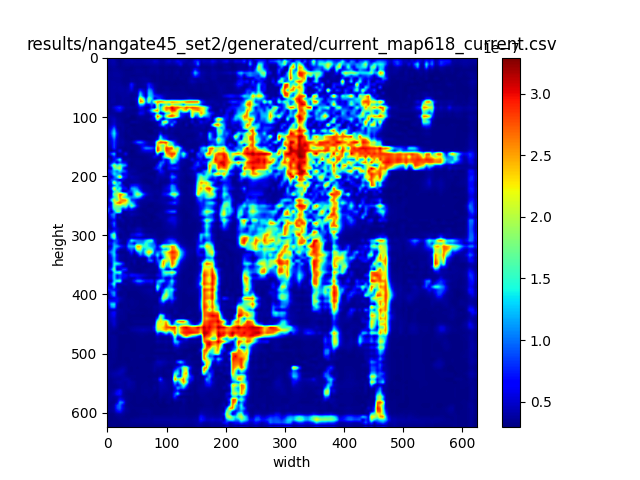 results/nangate45_set2/generated/current_map618_current.csv
1e−7
0
100
200
300
400
500
600
height
0 100 200 300 400 500 600
width
3.0
2.5
2.0
1.5
1.0
0.5